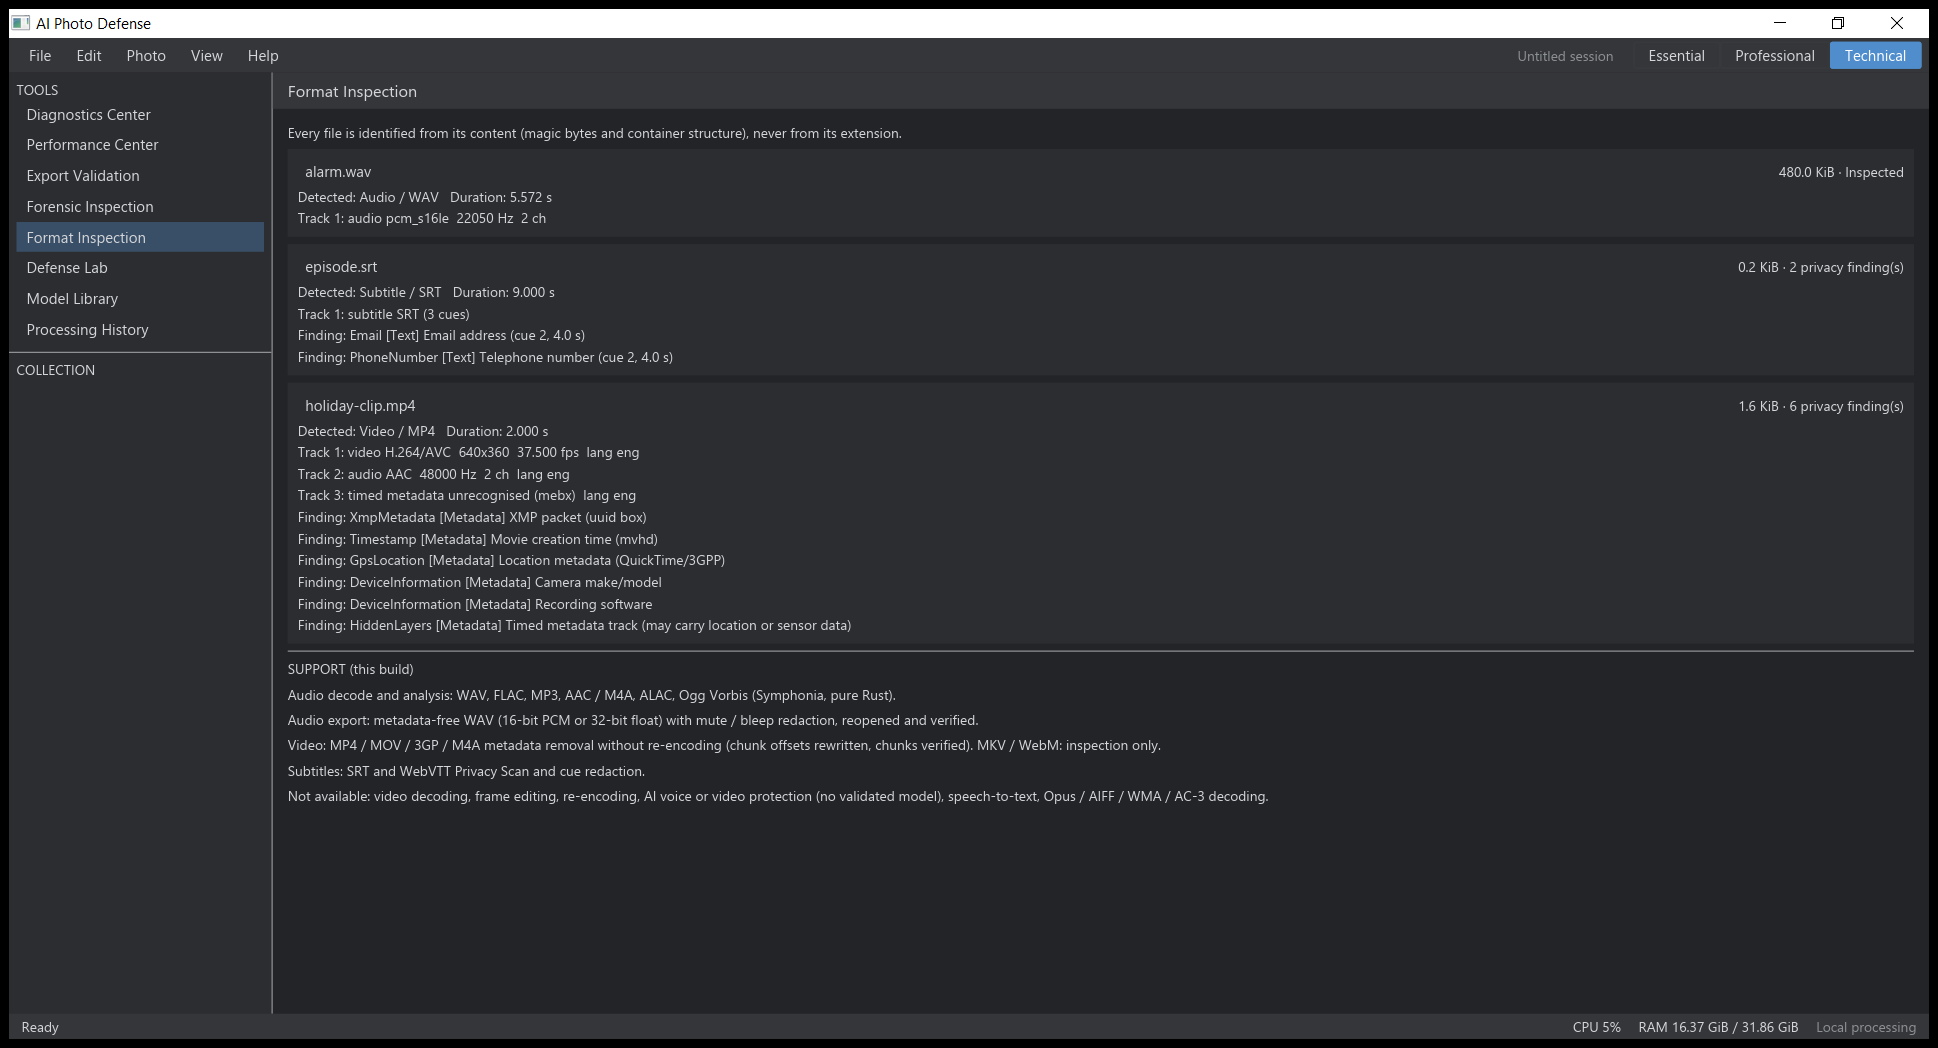 AI Photo Defense
File Edit Photo View Help Untitled session Essential Professional Technical
TOOLS
Diagnostics Center
Performance Center
Export Validation
Forensic Inspection
Format Inspection
Defense Lab
Model Library
Processing History
COLLECTION
Format Inspection
Every file is identified from its content (magic bytes and container structure), never from its extension.
alarm.wav 480.0 KiB · Inspected
Detected: Audio / WAV Duration: 5.572 s
Track 1: audio pcm_s16le 22050 Hz 2 ch
episode.srt 0.2 KiB · 2 privacy finding(s)
Detected: Subtitle / SRT Duration: 9.000 s
Track 1: subtitle SRT (3 cues)
Finding: Email [Text] Email address (cue 2, 4.0 s)
Finding: PhoneNumber [Text] Telephone number (cue 2, 4.0 s)
holiday-clip.mp4 1.6 KiB · 6 privacy finding(s)
Detected: Video / MP4 Duration: 2.000 s
Track 1: video H.264/AVC 640x360 37.500 fps lang eng
Track 2: audio AAC 48000 Hz 2 ch lang eng
Track 3: timed metadata unrecognised (mebx) lang eng
Finding: XmpMetadata [Metadata] XMP packet (uuid box)
Finding: Timestamp [Metadata] Movie creation time (mvhd)
Finding: GpsLocation [Metadata] Location metadata (QuickTime/3GPP)
Finding: DeviceInformation [Metadata] Camera make/model
Finding: DeviceInformation [Metadata] Recording software
Finding: HiddenLayers [Metadata] Timed metadata track (may carry location or sensor data)
SUPPORT (this build)
Audio decode and analysis: WAV, FLAC, MP3, AAC / M4A, ALAC, Ogg Vorbis (Symphonia, pure Rust).
Audio export: metadata-free WAV (16-bit PCM or 32-bit float) with mute / bleep redaction, reopened and verified.
Video: MP4 / MOV / 3GP / M4A metadata removal without re-encoding (chunk offsets rewritten, chunks verified). MKV / WebM: inspection only.
Subtitles: SRT and WebVTT Privacy Scan and cue redaction.
Not available: video decoding, frame editing, re-encoding, AI voice or video protection (no validated model), speech-to-text, Opus / AIFF / WMA / AC-3 decoding.
Ready CPU 5% RAM 16.37 GiB / 31.86 GiB Local processing